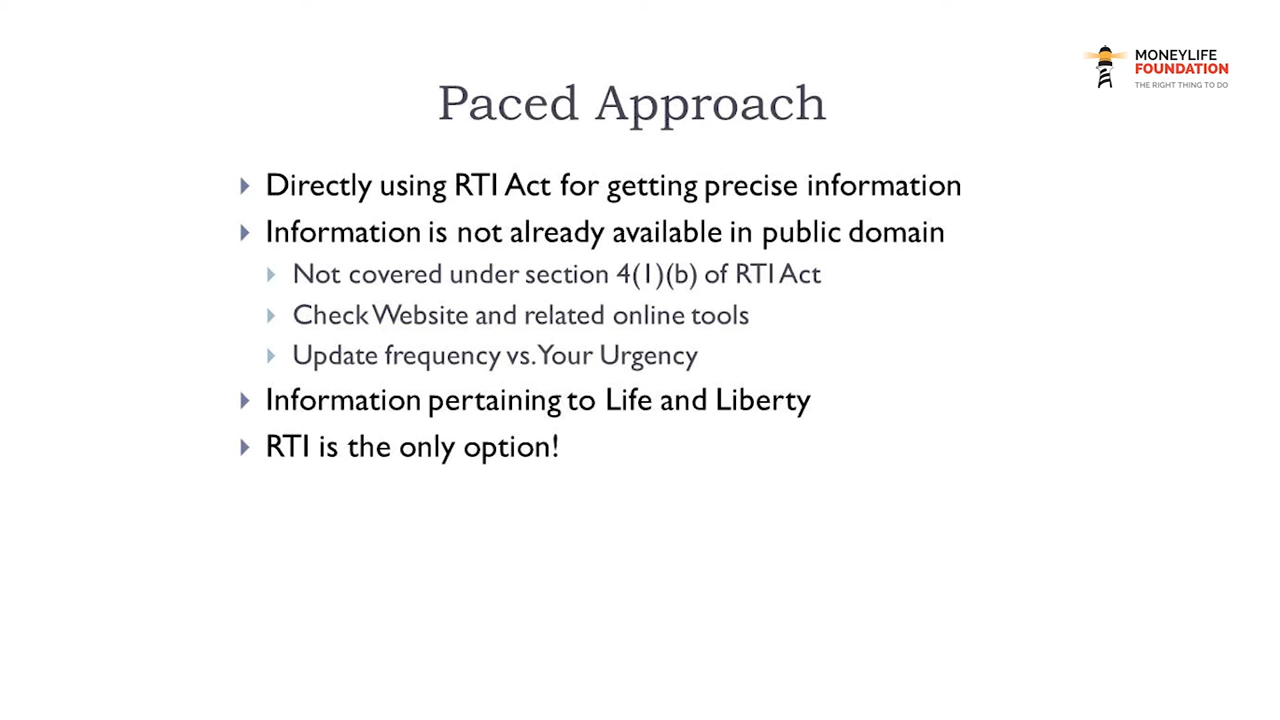 MONEYLIFE
FOUNDATION
THE RIGHT THING TO DO
Paced Approach
Directly using RTI Act for getting precise information
Information is not already available in public domain
Not covered under section 4(1)(b) of RTI Act
Check Website and related online tools
Update frequency vs. Your Urgency
Information pertaining to Life and Liberty
RTI is the only option!